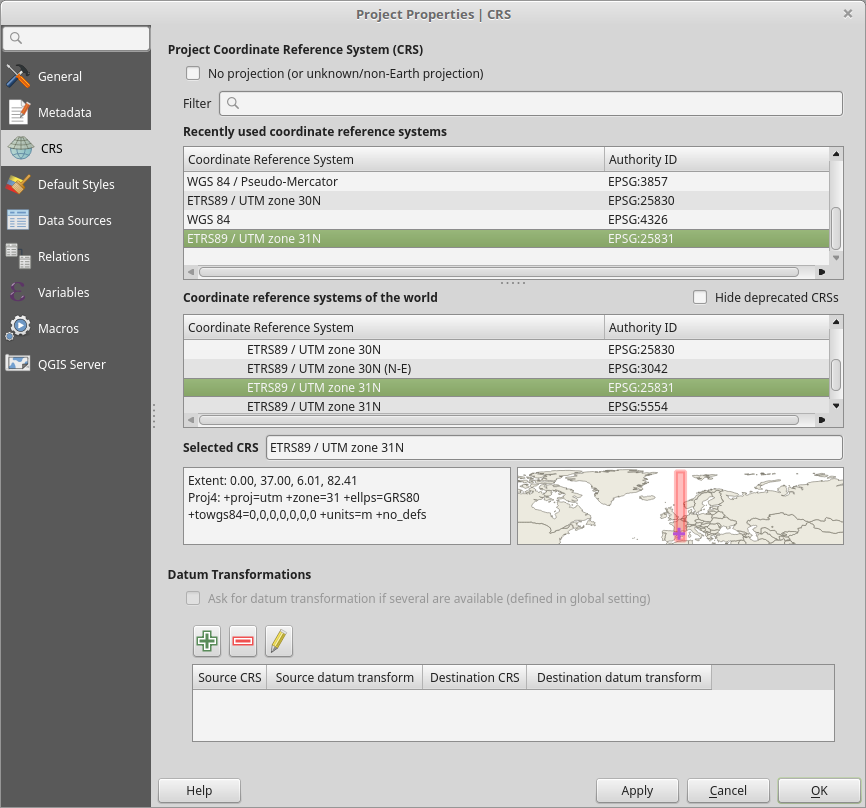 Project Properties | CRS
General
Metadata
CRS
Default Styles
Data Sources
Relations
Variables
Macros
QGIS Server
Project Coordinate Reference System (CRS)
No projection (or unknown/non-Earth projection)
Filter
Recently used coordinate reference systems
Coordinate Reference System Authority ID
WGS 84 / Pseudo-Mercator EPSG:3857
ETRS89 / UTM zone 30N EPSG:25830
WGS 84 EPSG:4326
ETRS89 / UTM zone 31N EPSG:25831
Coordinate reference systems of the world Hide deprecated CRSs
Coordinate Reference System Authority ID
ETRS89 / UTM zone 30N EPSG:25830
ETRS89 / UTM zone 30N (N-E) EPSG:3042
ETRS89 / UTM zone 31N EPSG:25831
ETRS89 / UTM zone 31N EPSG:5554
Selected CRS ETRS89 / UTM zone 31N
Extent: 0.00, 37.00, 6.01, 82.41
Proj4: +proj=utm +zone=31 +ellps=GRS80
+towgs84=0,0,0,0,0,0,0 +units=m +no_defs
Datum Transformations
Ask for datum transformation if several are available (defined in global setting)
Source CRS Source datum transform Destination CRS Destination datum transform
Help Apply Cancel OK